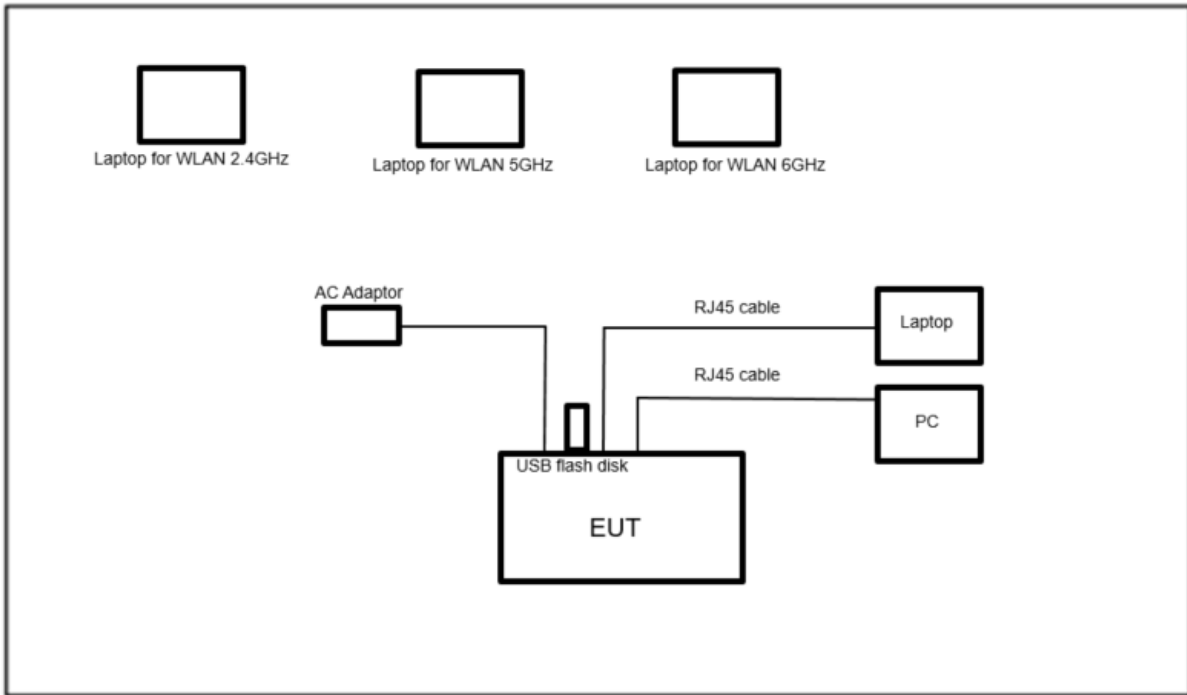 Laptop for WLAN 2.4GHz
Laptop for WLAN 5GHz
Laptop for WLAN 6GHz
AC Adaptor
RJ45 cable
Laptop
RJ45 cable
PC
USB flash disk
EUT